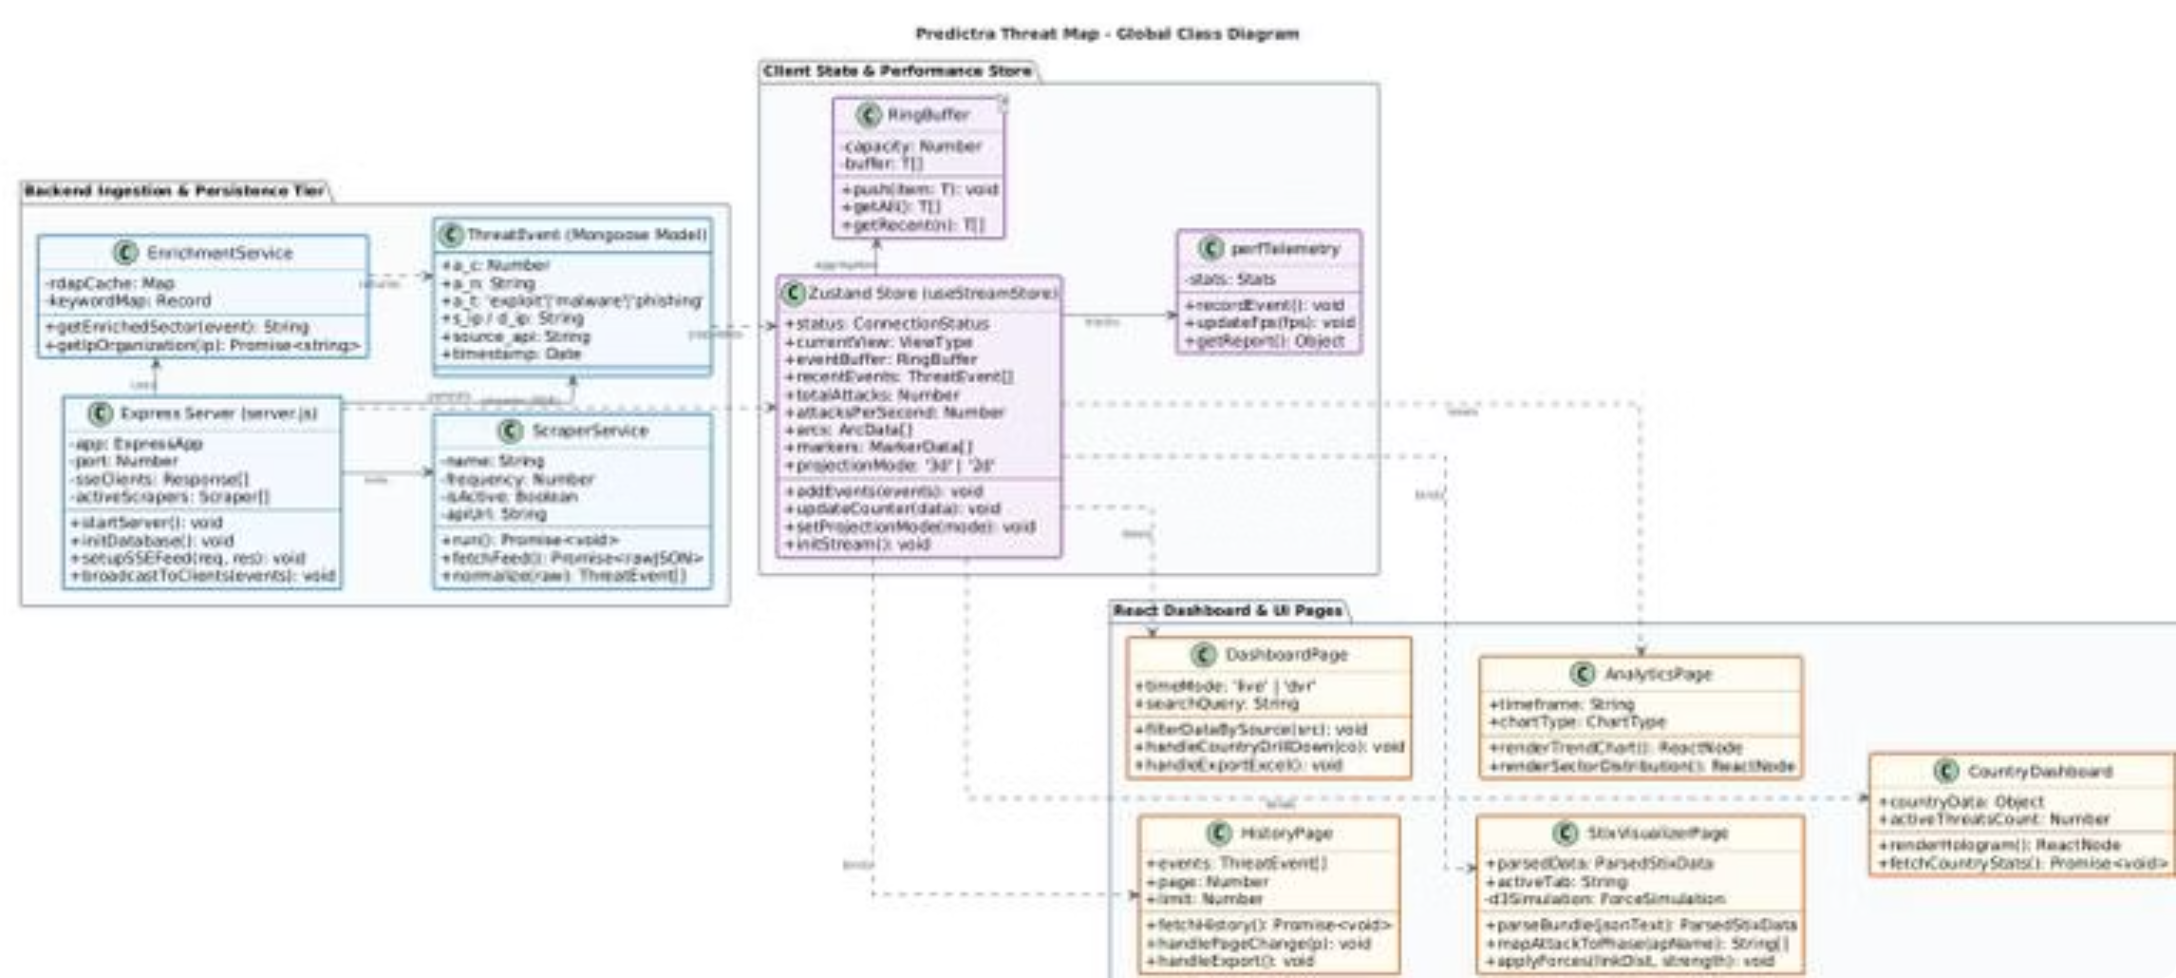 Predictra Threat Map - Global Class Diagram
Client State & Performance Store
C RingBuffer
-capacity: Number
-buffer: T[]
+push(item: T): void
+getAll(): T[]
+getRecent(n): T[]
C perfTelemetry
-stats: Stats
+recordEvent(): void
+updateFps(fps): void
+getReport(): Object
C Zustand Store (useStreamStore)
+status: ConnectionStatus
+currentView: ViewType
+eventBuffer: RingBuffer
+recentEvents: ThreatEvent[]
+totalAttacks: Number
+attacksPerSecond: Number
+arcs: ArcData[]
+markers: MarkerData[]
+projectionMode: '3d' | '2d'
+addEvents(events): void
+updateCounter(data): void
+setProjectionMode(mode): void
+initStream(): void
Backend Ingestion & Persistence Tier
C EnrichmentService
-rdapCache: Map
-keywordMap: Record
+getEnrichedSector(event): String
+getIpOrganization(ip): Promise<string>
C ThreatEvent (Mongoose Model)
+a_c: Number
+a_n: String
+a_t: 'exploit'|'malware'|'phishing'
+s_ip / d_ip: String
+source_api: String
+timestamp: Date
C Express Server (server.js)
-app: ExpressApp
-port: Number
-sseClients: Response[]
-activeScrapers: Scraper[]
+startServer(): void
+initDatabase(): void
+setupSSEFeed(req, res): void
+broadcastToClients(events): void
C ScraperService
-name: String
-frequency: Number
-isActive: Boolean
-apiUrl: String
+run(): Promise<void>
+fetchFeed(): Promise<rawJSON>
+normalize(raw): ThreatEvent[]
React Dashboard & UI Pages
C DashboardPage
+timeMode: 'live' | 'dvr'
+searchQuery: String
+filterDataBySource(src): void
+handleCountryDrillDown(co): void
+handleExportExcel(): void
C AnalyticsPage
+timeframe: String
+chartType: ChartType
+renderTrendChart(): ReactNode
+renderSectorDistribution(): ReactNode
C CountryDashboard
+countryData: Object
+activeThreatsCount: Number
+renderHologram(): ReactNode
+fetchCountryStats(): Promise<void>
C HistoryPage
+events: ThreatEvent[]
+page: Number
+limit: Number
+fetchHistory(): Promise<void>
+handlePageChange(p): void
+handleExport(): void
C StixVisualizerPage
+parsedData: ParsedStixData
+activeTab: String
-d3Simulation: ForceSimulation
+parseBundle(jsonText): ParsedStixData
+mapAttackToPhase(apName): String[]
+applyForces(linkDist, strength): void